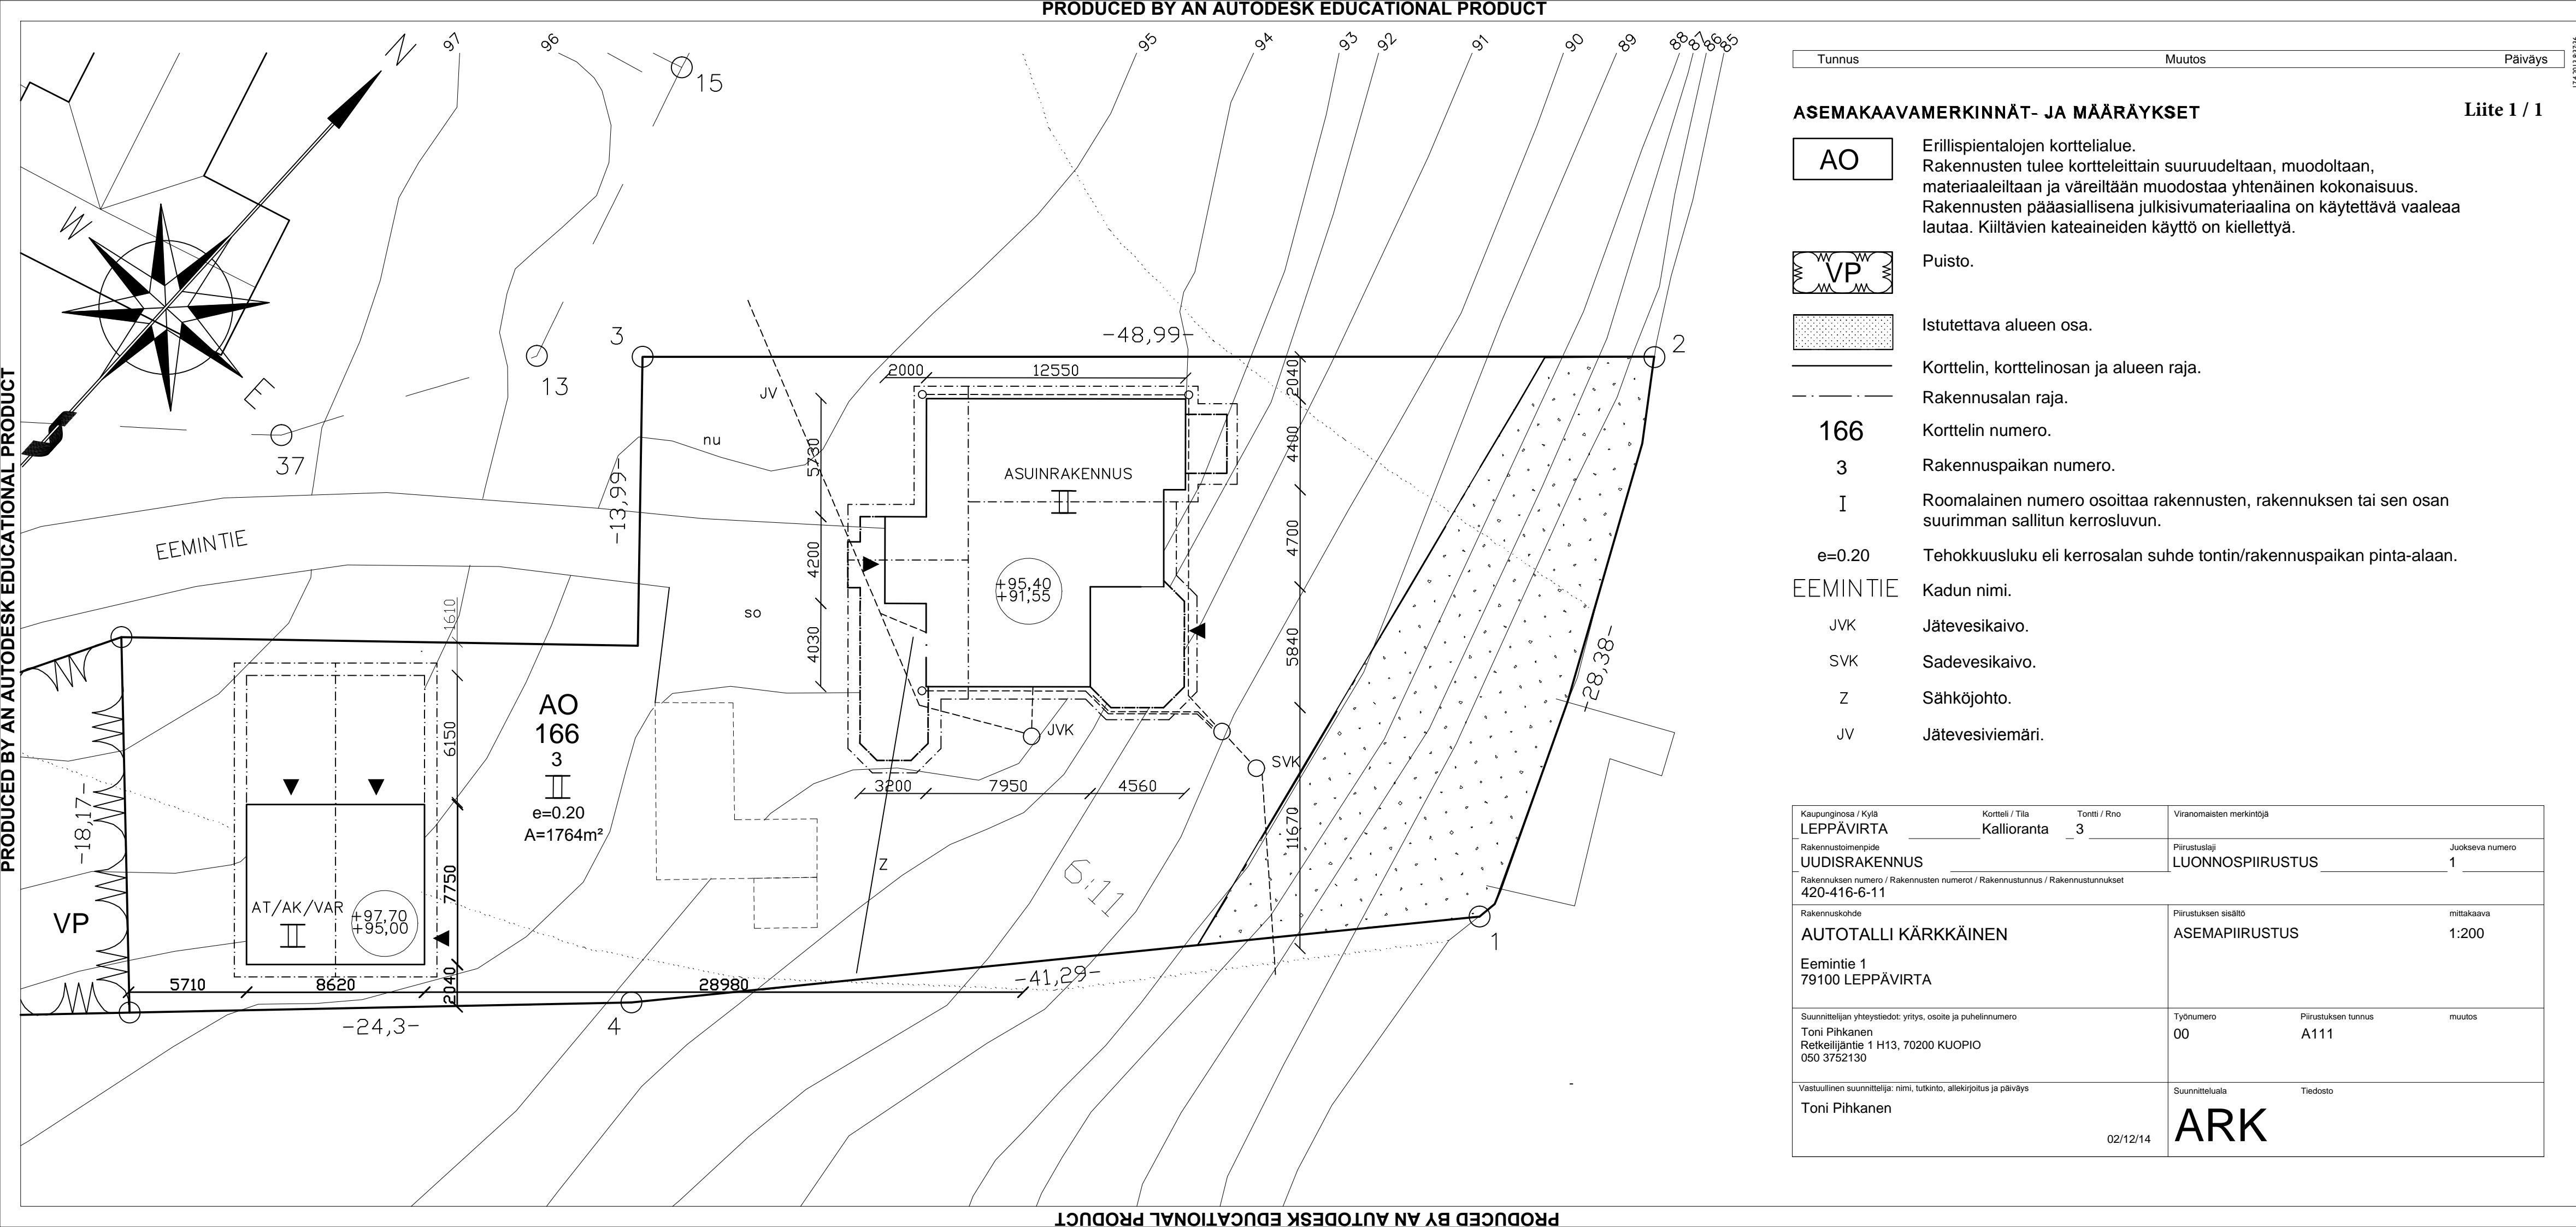 PRODUCED BY AN AUTODESK EDUCATIONAL PRODUCT
PRODUCED BY AN AUTODESK EDUCATIONAL PRODUCT
97
96
95
94
93
92
91
90
89
88
87
86
85
N
W
E
15
13
37
3
-48,99-
2
2000
12550
2040
JV
nu
5730
4400
ASUINRAKENNUS
II
-13,99-
EEMINTIE
4200
4700
+95,40
+91,55
so
4030
5840
1610
-28,38-
6150
AO
166
3
II
e=0.20
A=1764m²
JVK
SVK
3200
7950
4560
11670
-18,17-
Z
6:11
7750
VP
AT/AK/VAR
II
+97,70
+95,00
1
5710
8620
2040
28980
-41,29-
-24,3-
4
Tunnus Muutos Päiväys
ASEMAKAAVAMERKINNÄT- JA MÄÄRÄYKSET
Liite 1 / 1
AO
Erillispientalojen korttelialue.
Rakennusten tulee kortteleittain suuruudeltaan, muodoltaan,
materiaaleiltaan ja väreiltään muodostaa yhtenäinen kokonaisuus.
Rakennusten pääasiallisena julkisivumateriaalina on käytettävä vaaleaa
lautaa. Kiiltävien kateaineiden käyttö on kiellettyä.
VP Puisto.
Istutettava alueen osa.
Korttelin, korttelinosan ja alueen raja.
Rakennusalan raja.
166 Korttelin numero.
3 Rakennuspaikan numero.
I Roomalainen numero osoittaa rakennusten, rakennuksen tai sen osan
suurimman sallitun kerrosluvun.
e=0.20 Tehokkuusluku eli kerrosalan suhde tontin/rakennuspaikan pinta-alaan.
EEMINTIE Kadun nimi.
JVK Jätevesikaivo.
SVK Sadevesikaivo.
Z Sähköjohto.
JV Jätevesiviemäri.
Kaupunginosa / Kylä Kortteli / Tila Tontti / Rno Viranomaisten merkintöjä
LEPPÄVIRTA Kallioranta 3
Rakennustoimenpide Piirustuslaji Juokseva numero
UUDISRAKENNUS LUONNOSPIIRUSTUS 1
Rakennuksen numero / Rakennusten numerot / Rakennustunnus / Rakennustunnukset
420-416-6-11
Rakennuskohde Piirustuksen sisältö mittakaava
AUTOTALLI KÄRKKÄINEN ASEMAPIIRUSTUS 1:200
Eemintie 1
79100 LEPPÄVIRTA
Suunnittelijan yhteystiedot: yritys, osoite ja puhelinnumero Työnumero Piirustuksen tunnus muutos
Toni Pihkanen 00 A111
Retkeilijäntie 1 H13, 70200 KUOPIO
050 3752130
Vastuullinen suunnittelija: nimi, tutkinto, allekirjoitus ja päiväys Suunnitteluala Tiedosto
Toni Pihkanen
ARK
02/12/14
PRODUCED BY AN AUTODESK EDUCATIONAL PRODUCT